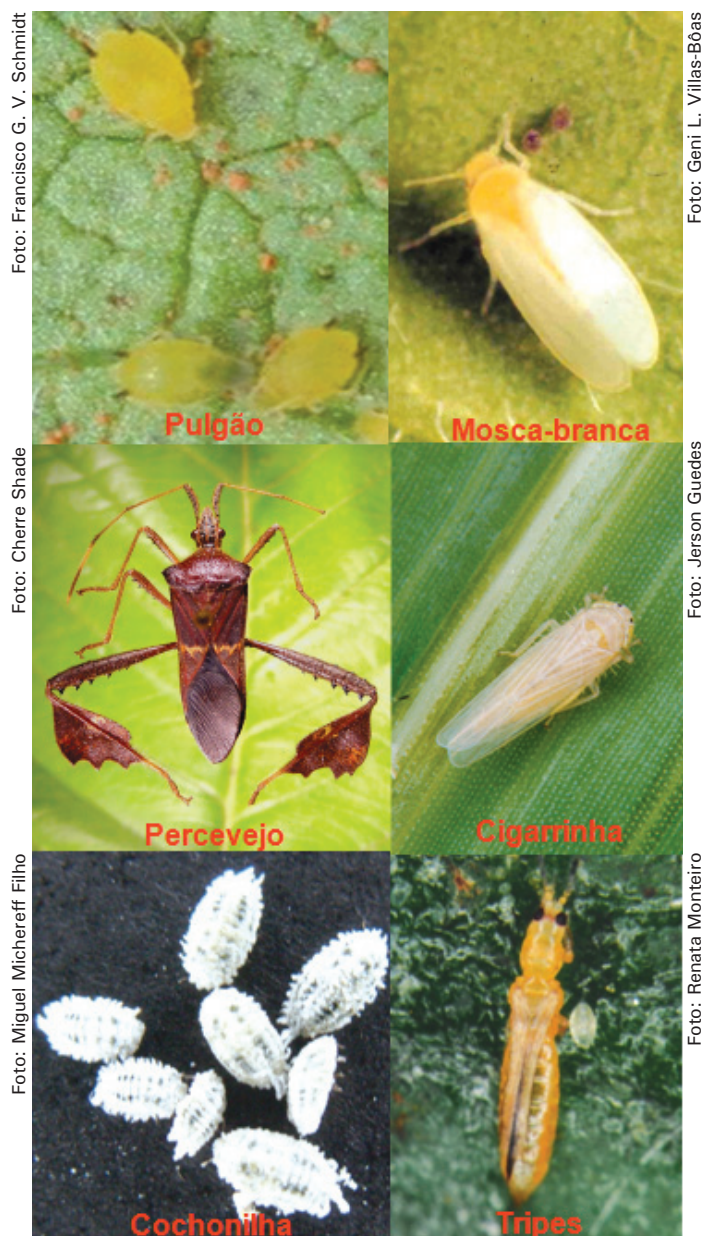 Foto: Francisco G. V. Schmidt
Pulgão
Foto: Geni L. Villas-Bôas
Mosca-branca
Foto: Cherre Shade
Percevejo
Foto: Jerson Guedes
Cigarrinha
Foto: Miguel Michereff Filho
Cochonilha
Foto: Renata Monteiro
Tripes